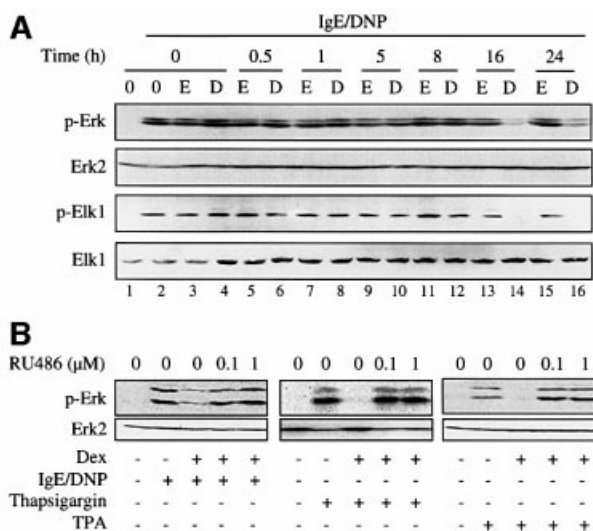 A
IgE/DNP
Time (h) 0 0.5 1 5 8 16 24
0 0 E D E D E D E D E D E D E D
p-Erk
Erk2
p-Elk1
Elk1
1 2 3 4 5 6 7 8 9 10 11 12 13 14 15 16
B
RU486 (μM) 0 0 0 0.1 1 0 0 0 0.1 1 0 0 0 0.1 1
p-Erk
Erk2
Dex - - + + + - - + + + - - + + +
IgE/DNP - + + + + - - - - - - - - - -
Thapsigargin - - - - - - + + + + - - - - -
TPA - - - - - - - - - - - + + + +